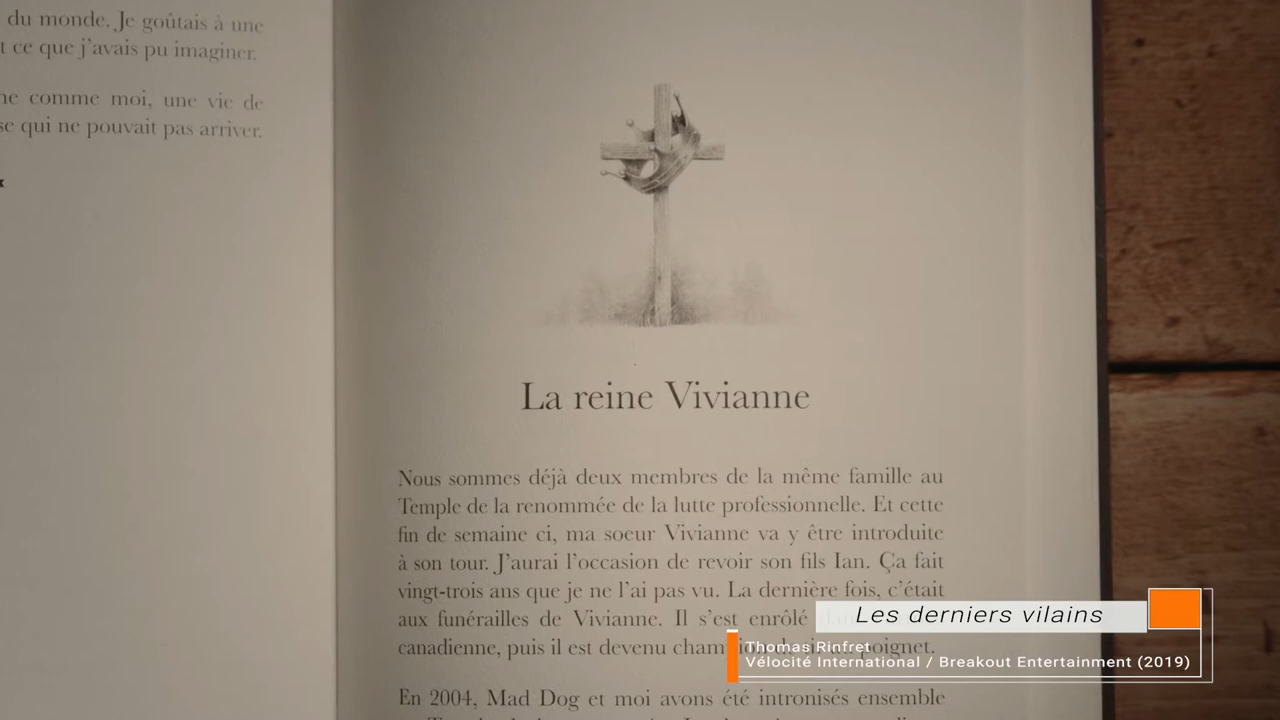 du monde. Je goûtais à une
t ce que j'avais pu imaginer.
ne comme moi, une vie de
se qui ne pouvait pas arriver.
La reine Vivianne
Nous sommes déjà deux membres de la même famille au
Temple de la renommée de la lutte professionnelle. Et cette
fin de semaine ci, ma soeur Vivianne va y être introduite
à son tour. J'aurai l'occasion de revoir son fils Ian. Ça fait
vingt-trois ans que je ne l'ai pas vu. La dernière fois, c'était
aux funérailles de Vivianne. Il s'est enrôlé
canadienne, puis il est devenu poignet.
En 2004, Mad Dog et moi avons été intronisés ensemble
Les derniers vilains
Thomas Rinfret
Vélocité International / Breakout Entertainment (2019)